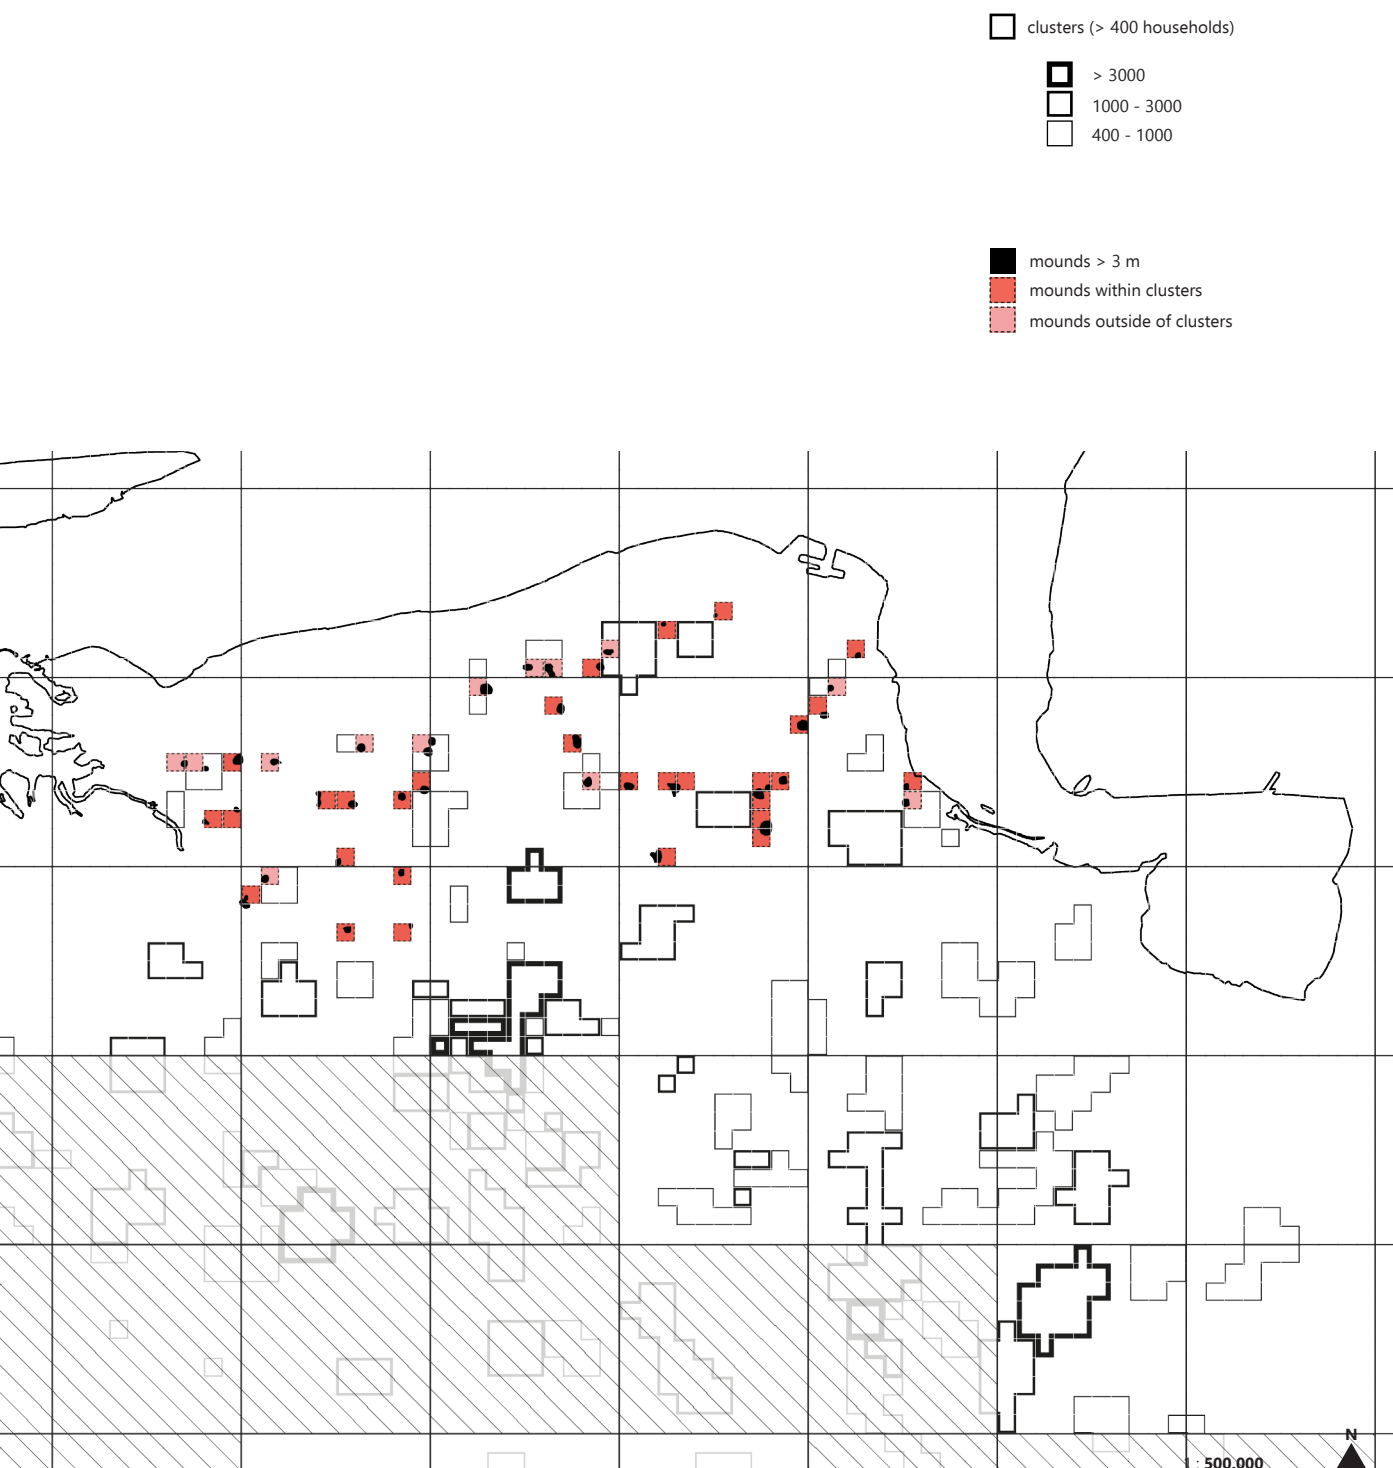 clusters (> 400 households)
> 3000
1000 - 3000
400 - 1000
mounds > 3 m
mounds within clusters
mounds outside of clusters
N
1 : 500.000